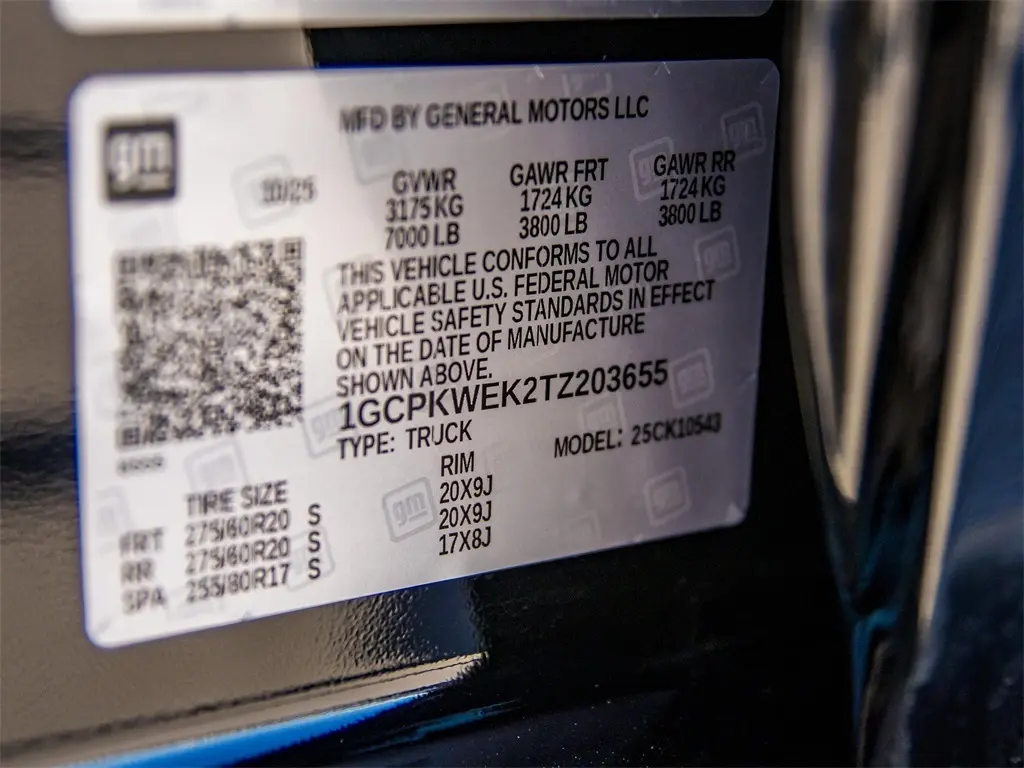 gm
MFD BY GENERAL MOTORS LLC
10/25
GVWR GAWR FRT GAWR RR
3175 KG 1724 KG 1724 KG
7000 LB 3800 LB 3800 LB
THIS VEHICLE CONFORMS TO ALL
APPLICABLE U.S. FEDERAL MOTOR
VEHICLE SAFETY STANDARDS IN EFFECT
ON THE DATE OF MANUFACTURE
SHOWN ABOVE.
1GCPKWEK2TZ203655
TYPE: TRUCK MODEL: 25CK10543
TIRE SIZE RIM
FRT 275/60R20 S 20X9J
RR 275/60R20 S 20X9J
SPA 255/80R17 S 17X8J